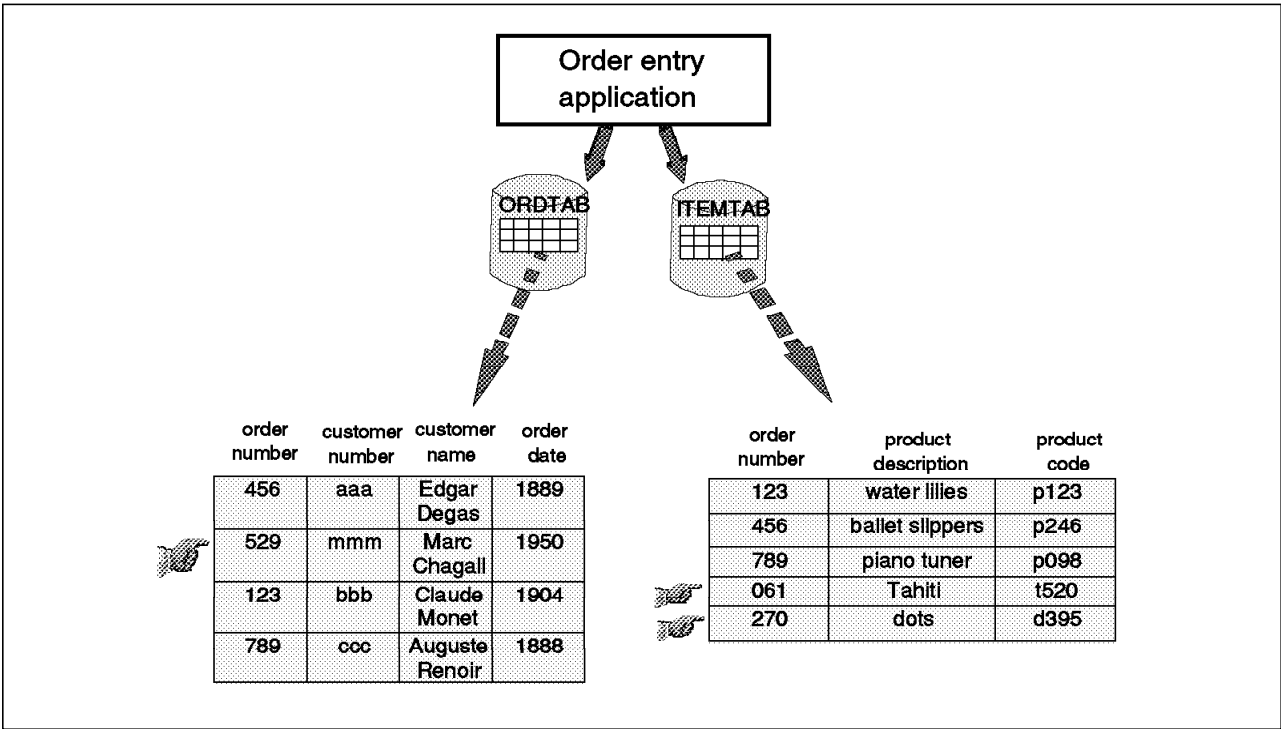 Order entry
application
ORDTAB
ITEMTAB
order number customer number customer name order date
456 aaa Edgar Degas 1889
529 mmm Marc Chagall 1950
123 bbb Claude Monet 1904
789 ccc Auguste Renoir 1888
order number product description product code
123 water lilies p123
456 ballet slippers p246
789 piano tuner p098
061 Tahiti t520
270 dots d395